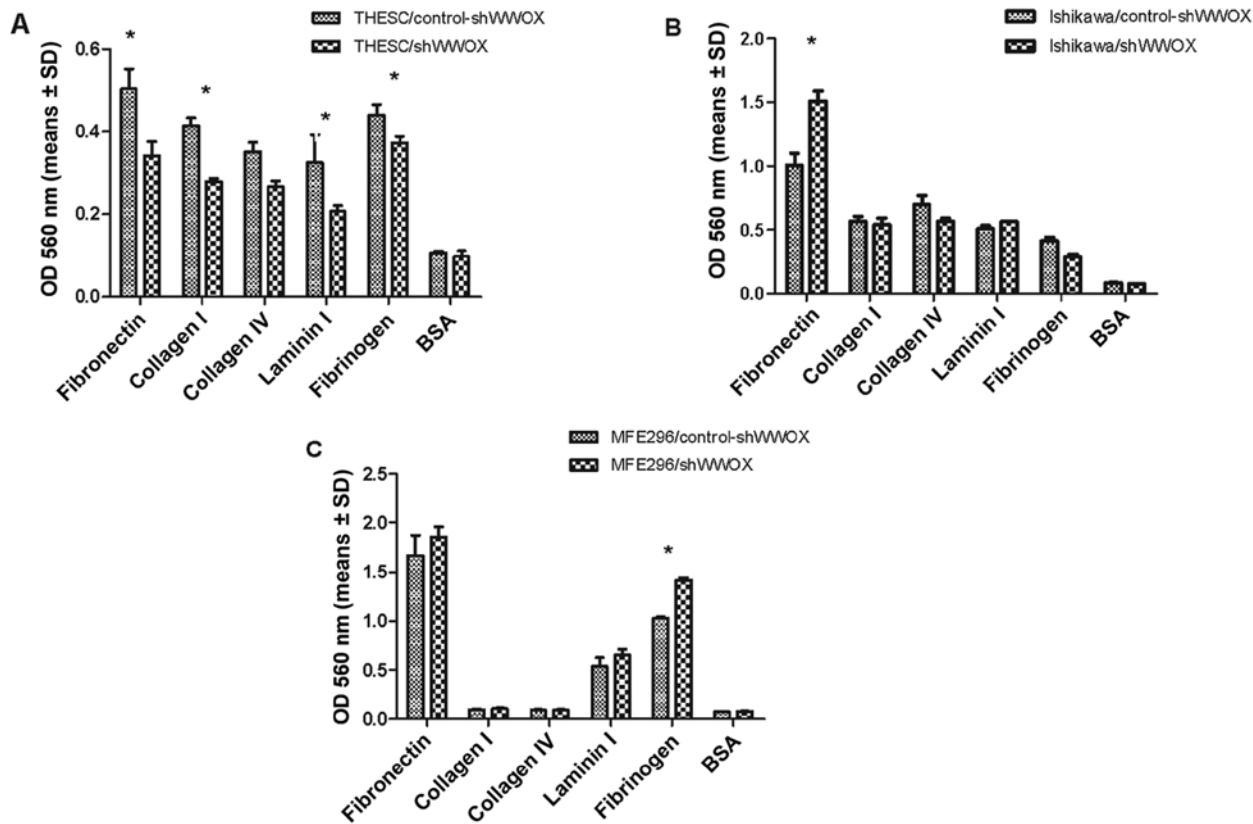 A
THESC/control-shWWOX
THESC/shWWOX
OD 560 nm (means ± SD)
0.6
0.4
0.2
0.0
*
*
*
*
Fibronectin
Collagen I
Collagen IV
Laminin I
Fibrinogen
BSA
B
Ishikawa/control-shWWOX
Ishikawa/shWWOX
OD 560 nm (means ± SD)
2.0
1.5
1.0
0.5
0.0
*
Fibronectin
Collagen I
Collagen IV
Laminin I
Fibrinogen
BSA
C
MFE296/control-shWWOX
MFE296/shWWOX
OD 560 nm (means ± SD)
2.5
2.0
1.5
1.0
0.5
0.0
*
Fibronectin
Collagen I
Collagen IV
Laminin I
Fibrinogen
BSA